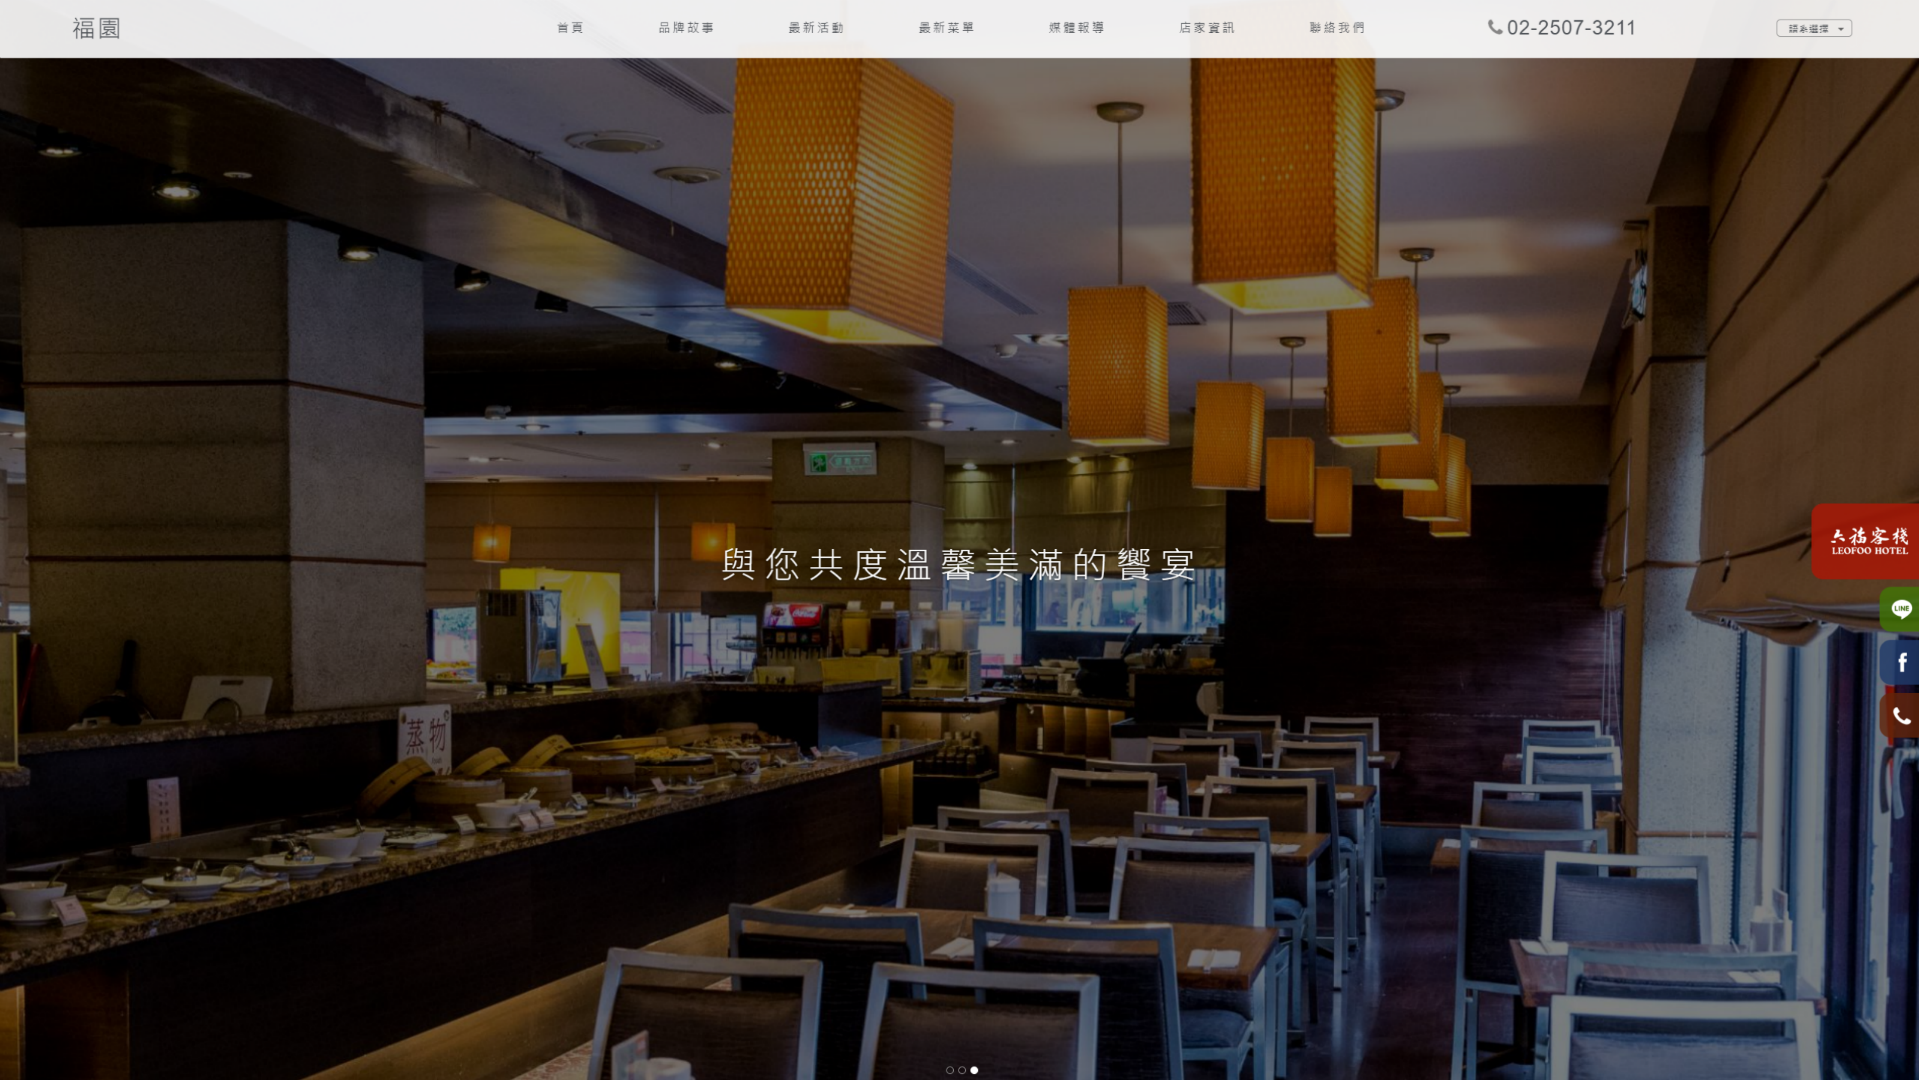 福園
首頁
品牌故事
最新活動
最新菜單
媒體報導
店家資訊
聯絡我們
02-2507-3211
語系選擇
與您共度溫馨美滿的饗宴
六福客棧
LEOFOO HOTEL
LINE
蒸物